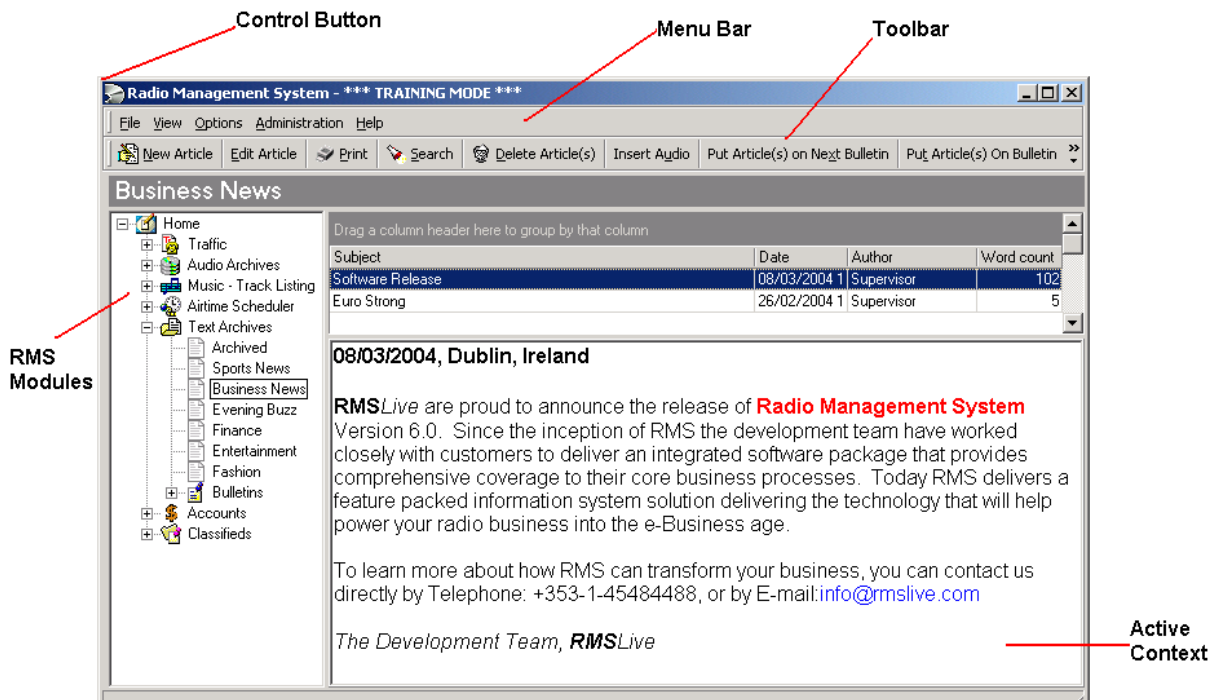 Control Button
Menu Bar
Toolbar
Radio Management System - *** TRAINING MODE ***
File View Options Administration Help
New Article Edit Article Print Search Delete Article(s) Insert Audio Put Article(s) on Next Bulletin Put Article(s) On Bulletin
Business News
Home
Traffic
Audio Archives
Music - Track Listing
Airtime Scheduler
Text Archives
Archived
Sports News
Business News
Evening Buzz
Finance
Entertainment
Fashion
Bulletins
Accounts
Classifieds
RMS
Modules
Drag a column header here to group by that column
Subject Date Author Word count
Software Release 08/03/2004 1 Supervisor 102
Euro Strong 26/02/2004 1 Supervisor 5
08/03/2004, Dublin, Ireland
RMSLive are proud to announce the release of Radio Management System
Version 6.0. Since the inception of RMS the development team have worked
closely with customers to deliver an integrated software package that provides
comprehensive coverage to their core business processes. Today RMS delivers a
feature packed information system solution delivering the technology that will help
power your radio business into the e-Business age.
To learn more about how RMS can transform your business, you can contact us
directly by Telephone: +353-1-45484488, or by E-mail:info@rmslive.com
The Development Team, RMSLive
Active
Context